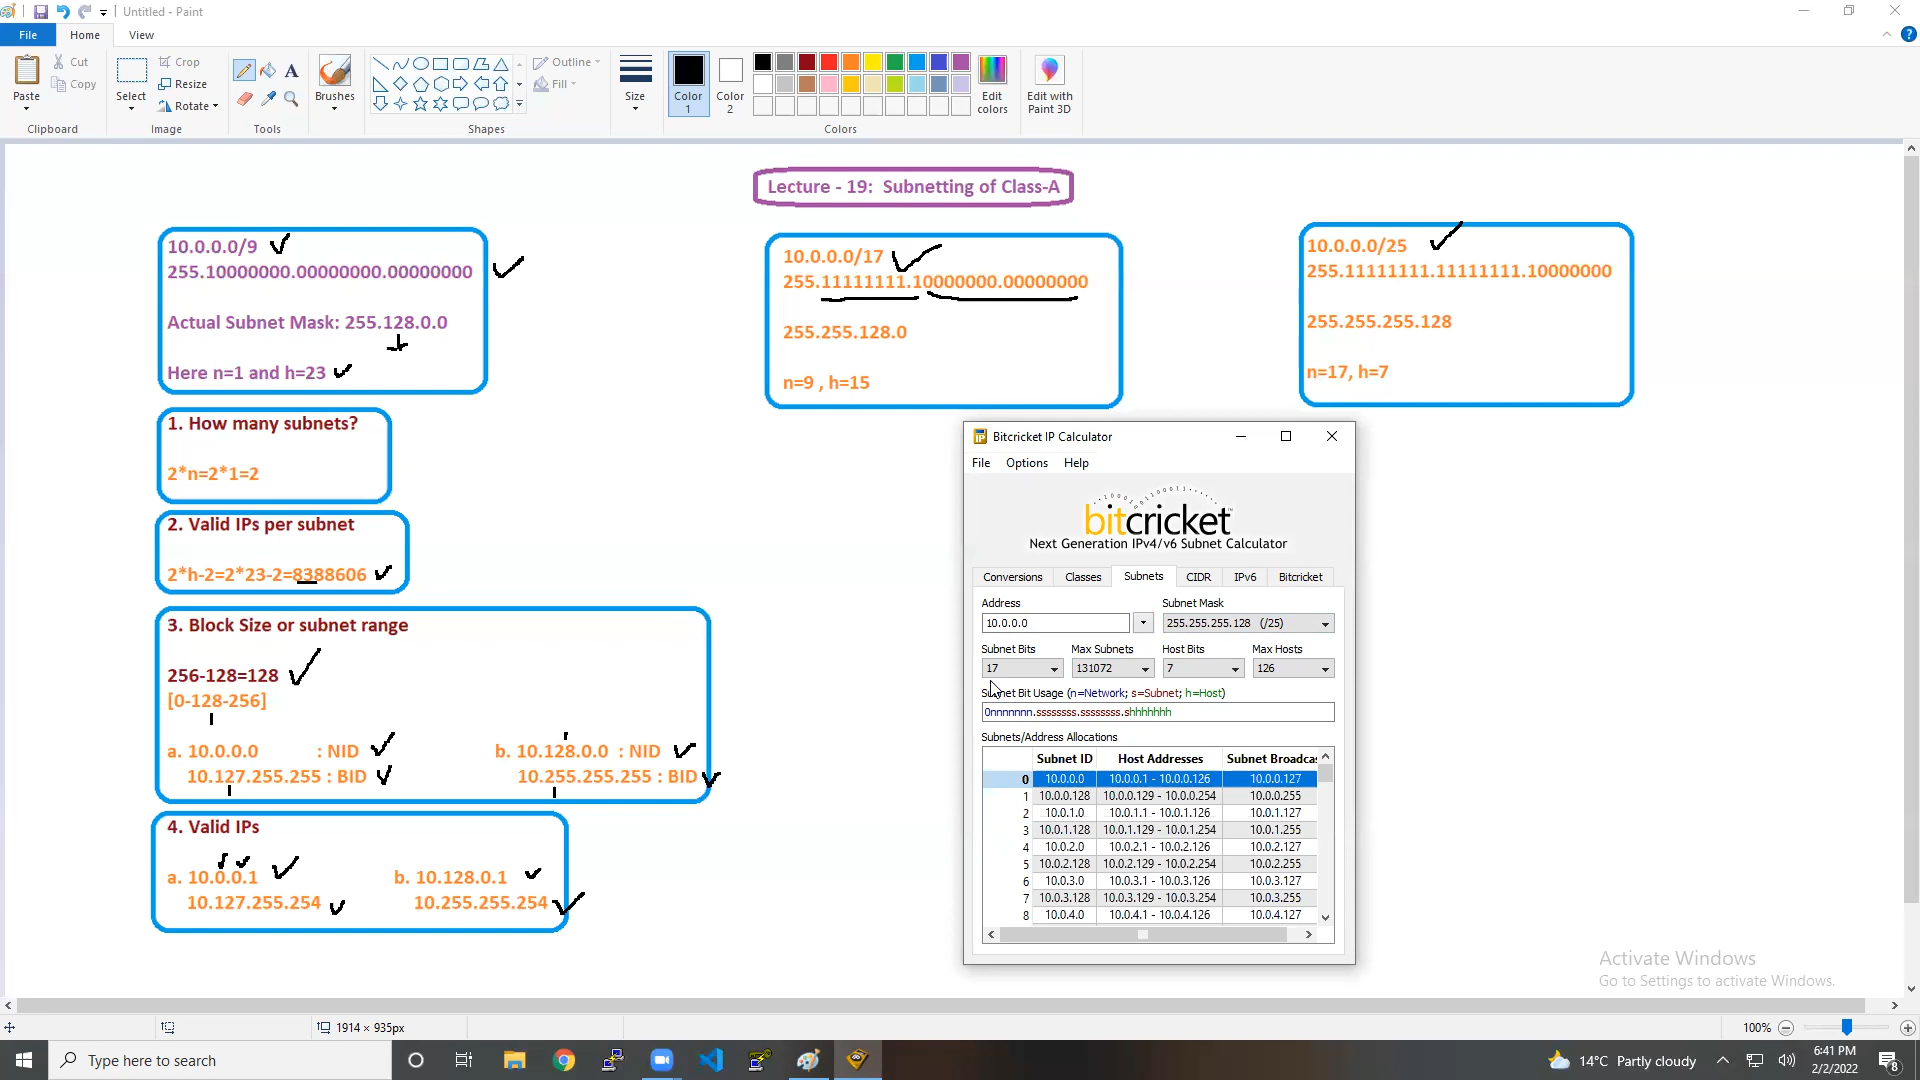 Untitled - Paint
File
Home
View
Paste
Cut
Copy
Clipboard
Select
Crop
Resize
Rotate
Image
Tools
Brushes
Shapes
Outline
Fill
Size
Color 1
Color 2
Colors
Edit colors
Edit with Paint 3D
Lecture - 19: Subnetting of Class-A
10.0.0.0/9
255.10000000.00000000.00000000
Actual Subnet Mask: 255.128.0.0
Here n=1 and h=23
1. How many subnets?
2*n=2*1=2
2. Valid IPs per subnet
2*h-2=2*23-2=8388606
3. Block Size or subnet range
256-128=128
[0-128-256]
a. 10.0.0.0 : NID
10.127.255.255 : BID
b. 10.128.0.0 : NID
10.255.255.255 : BID
4. Valid IPs
a. 10.0.0.1
10.127.255.254
b. 10.128.0.1
10.255.255.254
10.0.0.0/17
255.11111111.10000000.00000000
255.255.128.0
n=9 , h=15
10.0.0.0/25
255.11111111.11111111.10000000
255.255.255.128
n=17, h=7
Bitcricket IP Calculator
File Options Help
bitcricket
Next Generation IPv4/v6 Subnet Calculator
Conversions Classes Subnets CIDR IPv6 Bitcricket
Address Subnet Mask
10.0.0.0 255.255.255.128 (/25)
Subnet Bits Max Subnets Host Bits Max Hosts
17 131072 7 126
Subnet Bit Usage (n=Network; s=Subnet; h=Host)
0nnnnnnn.ssssssss.ssssssss.shhhhhhh
Subnets/Address Allocations
Subnet ID Host Addresses Subnet Broadcas
0 10.0.0.0 10.0.0.1 - 10.0.0.126 10.0.0.127
1 10.0.0.128 10.0.0.129 - 10.0.0.254 10.0.0.255
2 10.0.1.0 10.0.1.1 - 10.0.1.126 10.0.1.127
3 10.0.1.128 10.0.1.129 - 10.0.1.254 10.0.1.255
4 10.0.2.0 10.0.2.1 - 10.0.2.126 10.0.2.127
5 10.0.2.128 10.0.2.129 - 10.0.2.254 10.0.2.255
6 10.0.3.0 10.0.3.1 - 10.0.3.126 10.0.3.127
7 10.0.3.128 10.0.3.129 - 10.0.3.254 10.0.3.255
8 10.0.4.0 10.0.4.1 - 10.0.4.126 10.0.4.127
Activate Windows
Go to Settings to activate Windows.
1914 × 935px
100%
Type here to search
14°C Partly cloudy
6:41 PM
2/2/2022
8